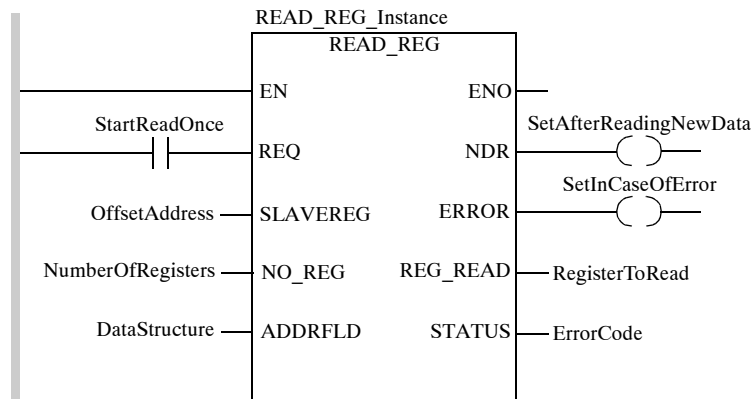 READ_REG_Instance
READ_REG
EN ENO
StartReadOnce SetAfterReadingNewData
REQ NDR
SetInCaseOfError
OffsetAddress SLAVEREG ERROR
NumberOfRegisters NO_REG REG_READ RegisterToRead
DataStructure ADDRFLD STATUS ErrorCode